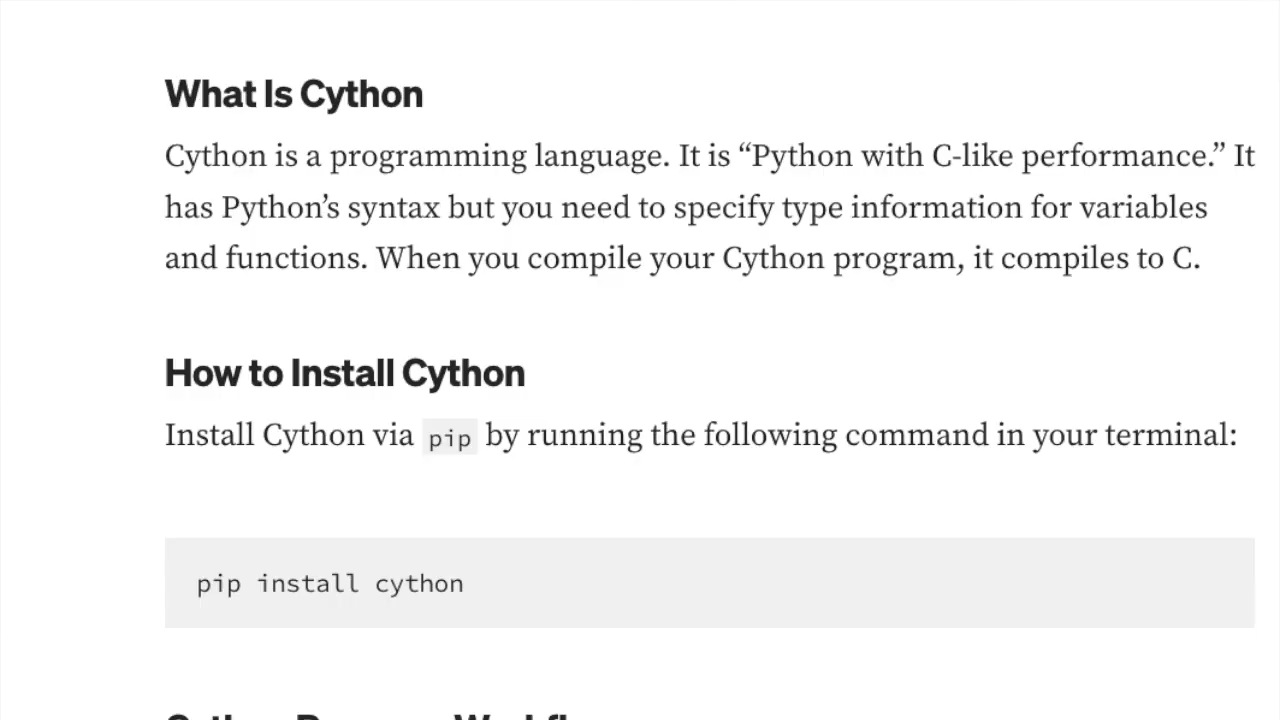 What Is Cython
Cython is a programming language. It is “Python with C-like performance.” It
has Python’s syntax but you need to specify type information for variables
and functions. When you compile your Cython program, it compiles to C.
How to Install Cython
Install Cython via pip by running the following command in your terminal:
pip install cython